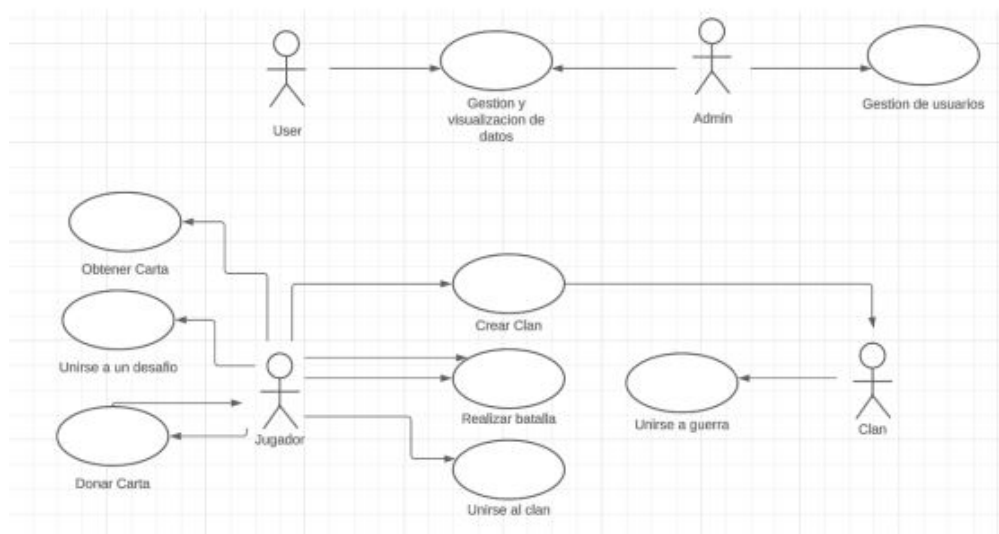 User
Gestion y
visualizacion de
datos
Admin
Gestion de usuarios
Obtener Carta
Crear Clan
Unirse a un desafio
Realizar batalla
Unirse a guerra
Clan
Jugador
Donar Carta
Unirse al clan